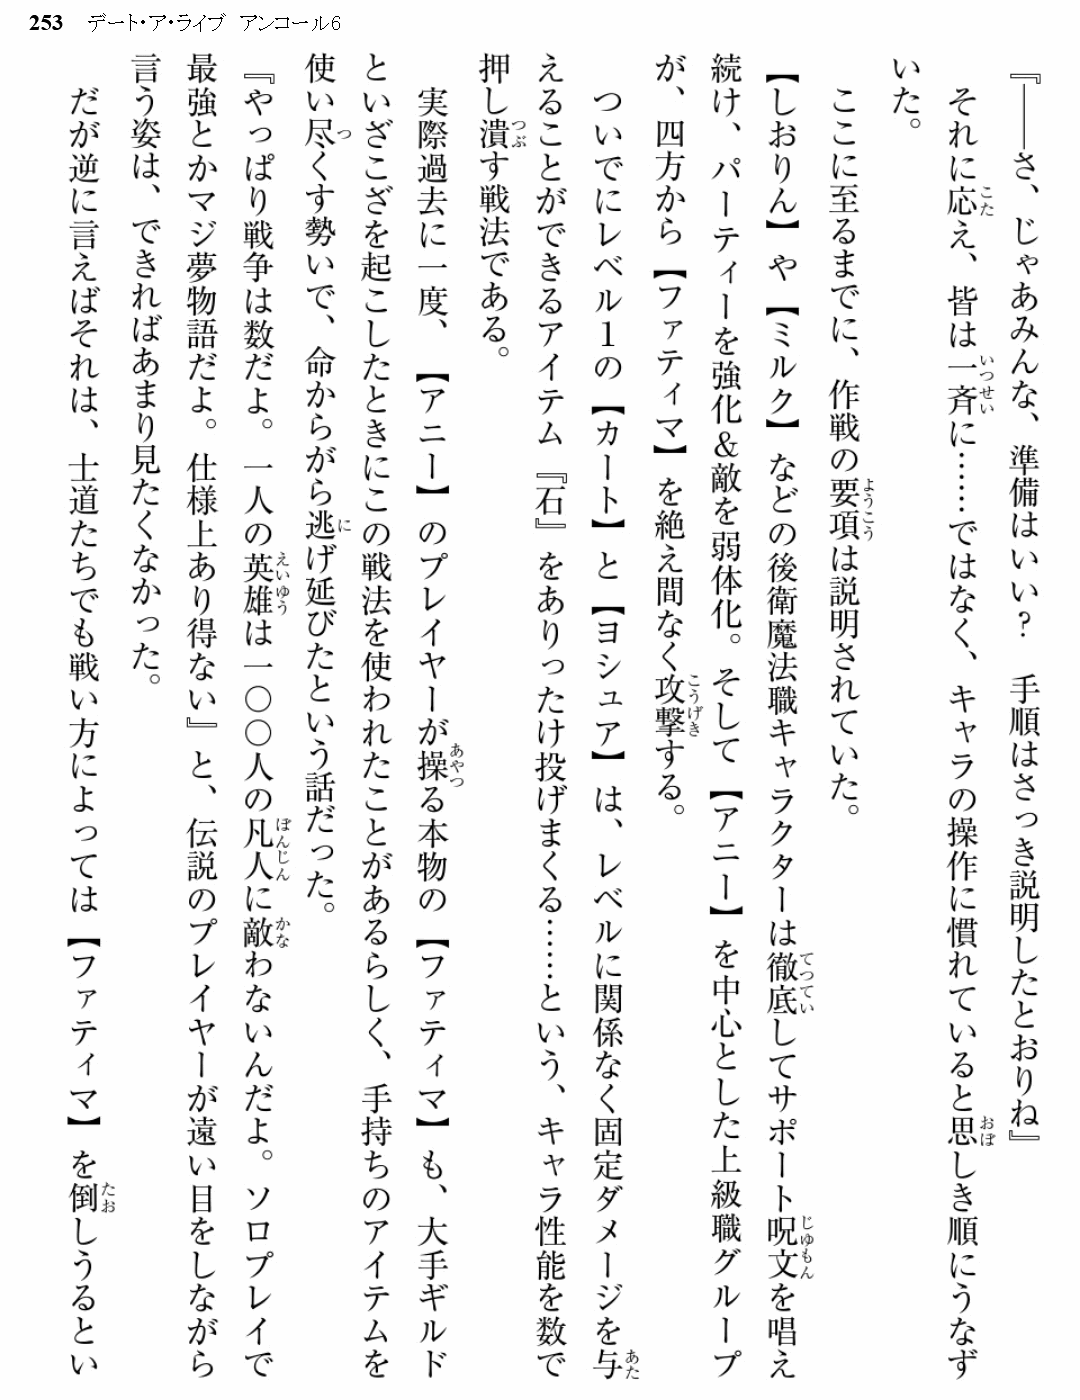 253 デート・ア・ライブ アンコール6
『――さ、じゃあみんな、準備はいい？　手順はさっき説明したとおりね』
　それに応え、皆は一斉に……ではなく、キャラの操作に慣れていると思しき順にうなず
いた。
　ここに至るまでに、作戦の要項は説明されていた。
【しおりん】や【ミルク】などの後衛魔法職キャラクターは徹底してサポート呪文を唱え
続け、パーティーを強化＆敵を弱体化。そして【アニー】を中心とした上級職グループ
が、四方から【ファティマ】を絶え間なく攻撃する。
　ついでにレベル1の【カート】と【ヨシュア】は、レベルに関係なく固定ダメージを与
えることができるアイテム『石』をありったけ投げまくる……という、キャラ性能を数で
押し潰す戦法である。
　実際過去に一度、【アニー】のプレイヤーが操る本物の【ファティマ】も、大手ギルド
といざこざを起こしたときにこの戦法を使われたことがあるらしく、手持ちのアイテムを
使い尽くす勢いで、命からがら逃げ延びたという話だった。
『やっぱり戦争は数だよ。一人の英雄は一〇〇人の凡人に敵わないんだよ。ソロプレイで
最強とかマジ夢物語だよ。仕様上あり得ない』と、伝説のプレイヤーが遠い目をしながら
言う姿は、できればあまり見たくなかった。
　だが逆に言えばそれは、士道たちでも戦い方によっては【ファティマ】を倒しうるとい